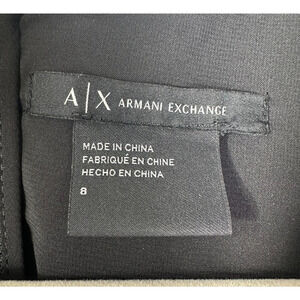 A|X ARMANI EXCHANGE
MADE IN CHINA
FABRIQUÉ EN CHINE
HECHO EN CHINA
8